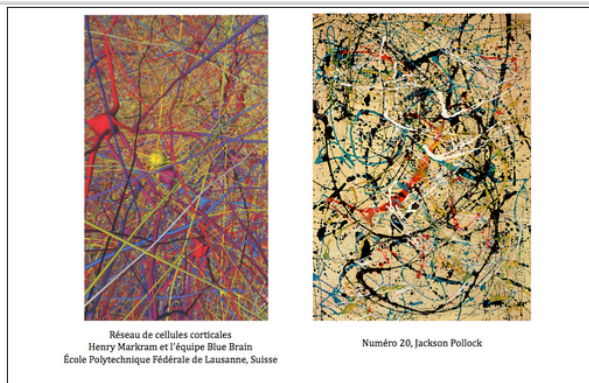 Réseau de cellules corticales
Henry Markram et l'équipe Blue Brain
École Polytechnique Fédérale de Lausanne, Suisse
Numéro 20, Jackson Pollock